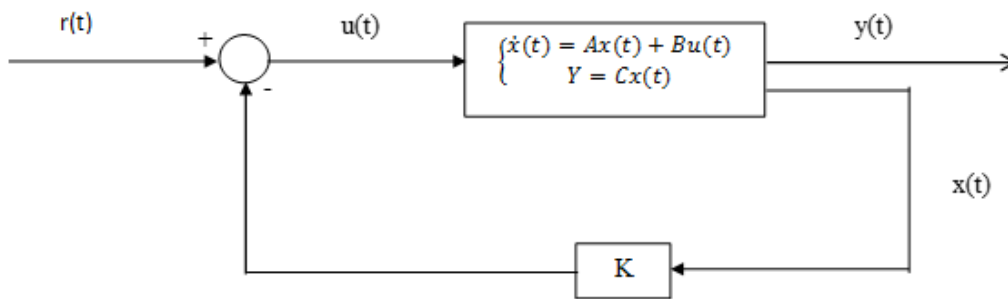 r(t)
+
u(t)
ẋ(t) = Ax(t) + Bu(t)
Y = Cx(t)
y(t)
-
x(t)
K